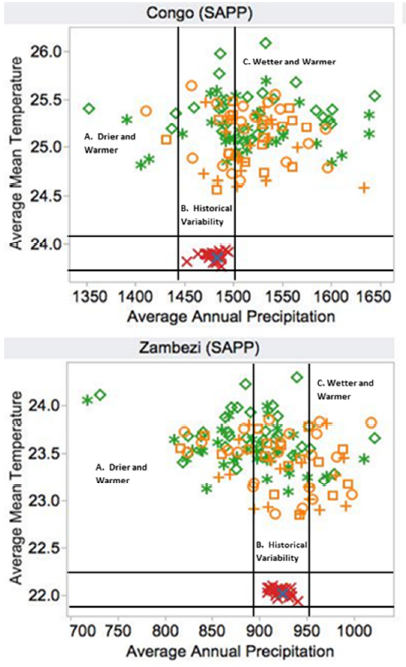 Congo (SAPP)
26.0
25.5
25.0
24.5
24.0
Average Mean Temperature
C. Wetter and Warmer
A. Drier and
Warmer
B. Historical
Variability
1350 1400 1450 1500 1550 1600 1650
Average Annual Precipitation
Zambezi (SAPP)
24.0
23.5
23.0
22.5
22.0
Average Mean Temperature
C. Wetter and
Warmer
A. Drier and
Warmer
B. Historical
Variability
700 750 800 850 900 950 1000
Average Annual Precipitation